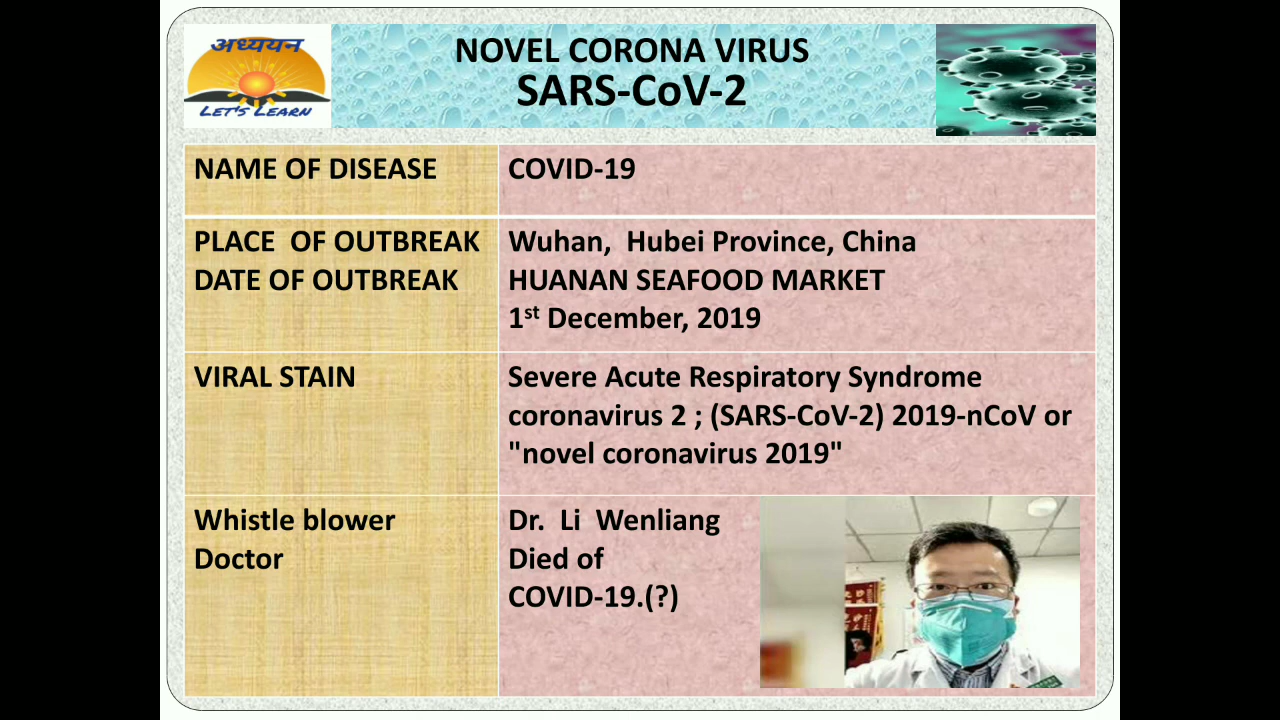 अध्ययन
LET'S LEARN
NOVEL CORONA VIRUS
SARS-CoV-2
NAME OF DISEASE
COVID-19
PLACE OF OUTBREAK
DATE OF OUTBREAK
Wuhan, Hubei Province, China
HUANAN SEAFOOD MARKET
1st December, 2019
VIRAL STAIN
Severe Acute Respiratory Syndrome
coronavirus 2 ; (SARS-CoV-2) 2019-nCoV or
"novel coronavirus 2019"
Whistle blower
Doctor
Dr. Li Wenliang
Died of
COVID-19.(?)